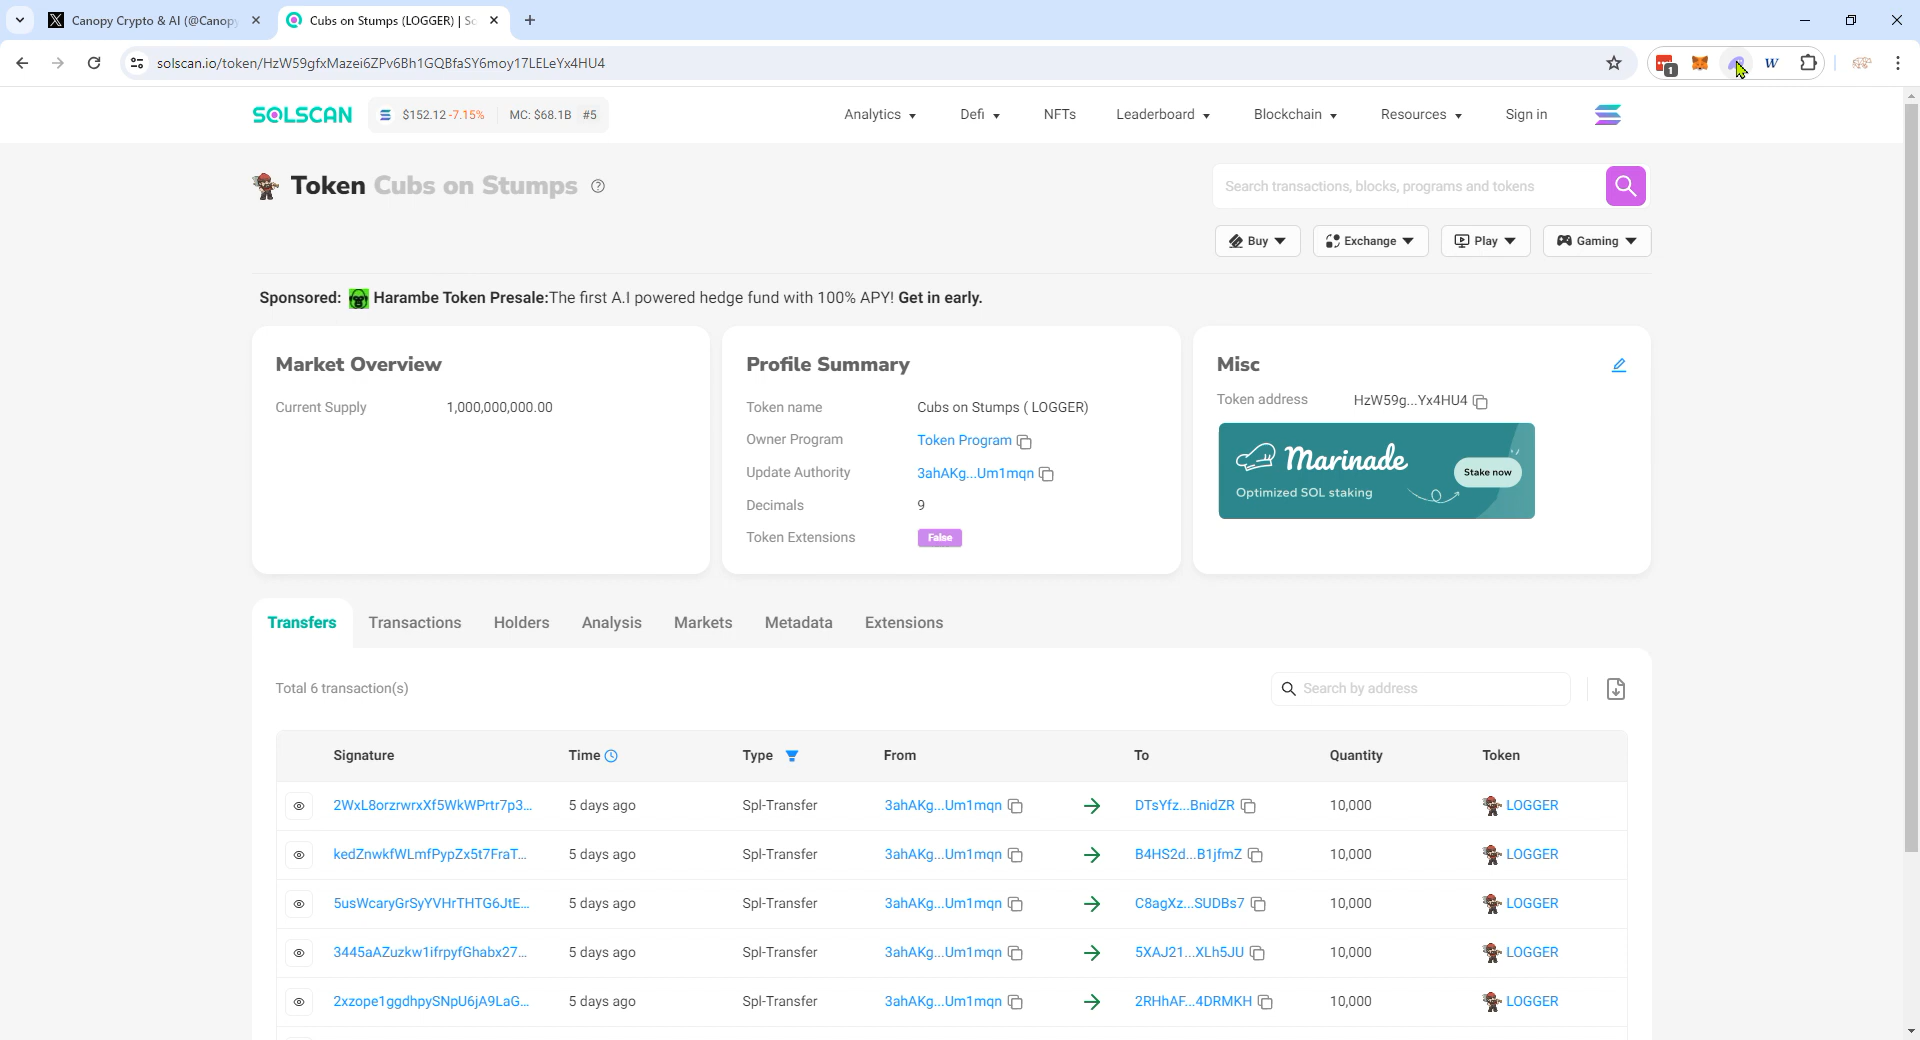 Canopy Crypto & AI (@Canopy
Cubs on Stumps (LOGGER) | So
solscan.io/token/HzW59gfxMazei6ZPv6Bh1GQBfaSY6moy17LELeYx4HU4
1
W
SOLSCAN
$152.12 -7.15%
MC: $68.1B #5
Analytics
Defi
NFTs
Leaderboard
Blockchain
Resources
Sign in
Token Cubs on Stumps
Search transactions, blocks, programs and tokens
Buy
Exchange
Play
Gaming
Sponsored: Harambe Token Presale:The first A.I powered hedge fund with 100% APY! Get in early.
Market Overview
Current Supply 1,000,000,000.00
Profile Summary
Token name Cubs on Stumps ( LOGGER)
Owner Program Token Program
Update Authority 3ahAKg...Um1mqn
Decimals 9
Token Extensions False
Misc
Token address HzW59g...Yx4HU4
Marinade
Optimized SOL staking
Stake now
Transfers Transactions Holders Analysis Markets Metadata Extensions
Total 6 transaction(s)
Search by address
Signature Time Type From To Quantity Token
2WxL8orzrwrxXf5WkWPrtr7p3... 5 days ago Spl-Transfer 3ahAKg...Um1mqn DTsYfz...BnidZR 10,000 LOGGER
kedZnwkfWLmfPypZx5t7FraT... 5 days ago Spl-Transfer 3ahAKg...Um1mqn B4HS2d...B1jfmZ 10,000 LOGGER
5usWcaryGrSyYVHrTHTG6JtE... 5 days ago Spl-Transfer 3ahAKg...Um1mqn C8agXz...SUDBs7 10,000 LOGGER
3445aAZuzkw1ifrpyfGhabx27... 5 days ago Spl-Transfer 3ahAKg...Um1mqn 5XAJ21...XLh5JU 10,000 LOGGER
2xzope1ggdhpySNpU6jA9LaG... 5 days ago Spl-Transfer 3ahAKg...Um1mqn 2RHhAF...4DRMKH 10,000 LOGGER